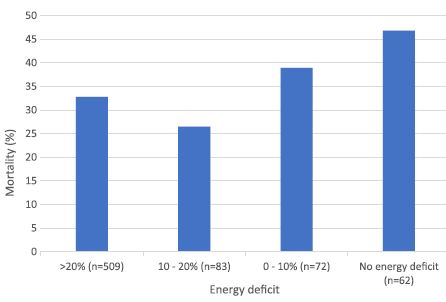 50
45
40
35
30
25
20
15
10
5
0
Mortality (%)
>20% (n=509)
10 - 20% (n=83)
0 - 10% (n=72)
No energy deficit
(n=62)
Energy deficit